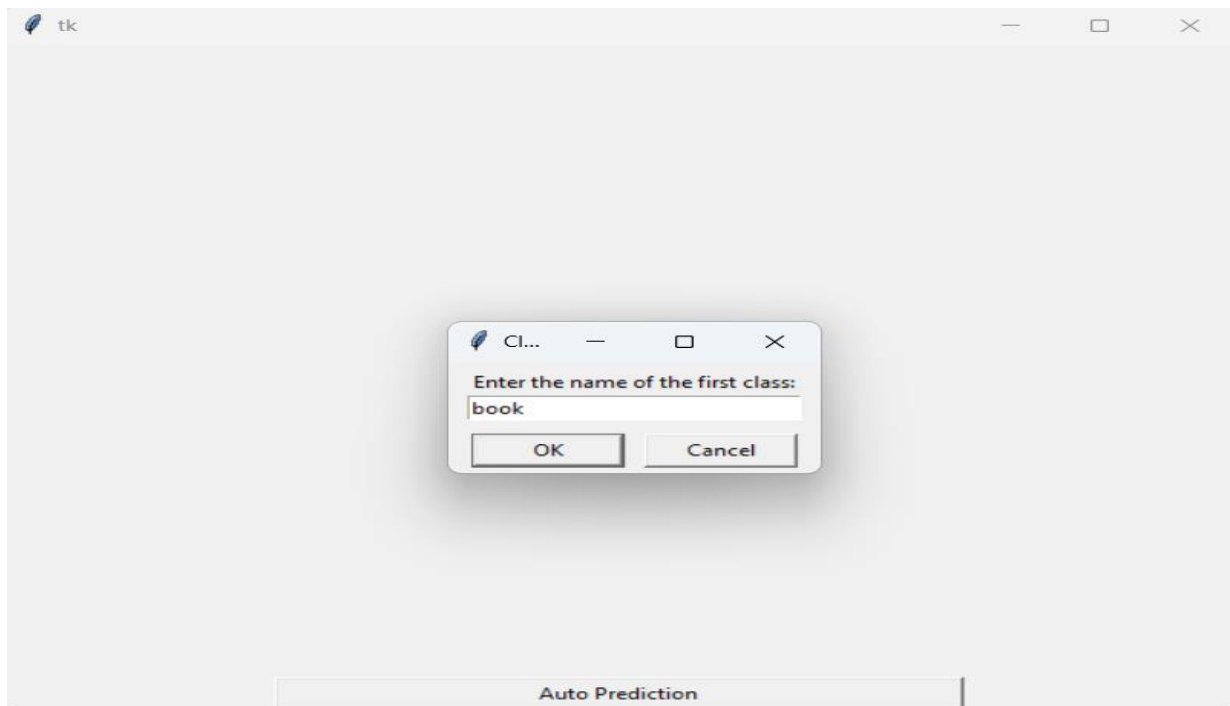 tk
Cl...
Enter the name of the first class:
book
OK Cancel
Auto Prediction